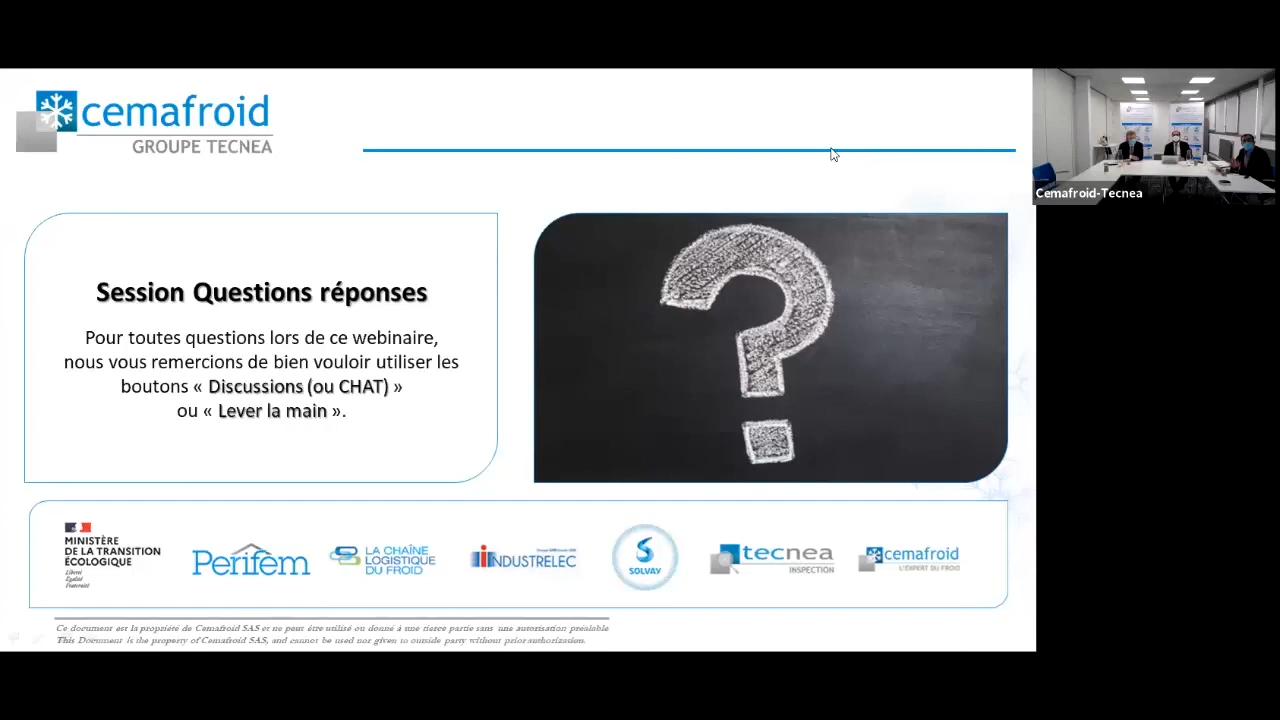 cemafroid
GROUPE TECNEA
Cemafroid-Tecnea
Session Questions réponses
Pour toutes questions lors de ce webinaire,
nous vous remercions de bien vouloir utiliser les
boutons « Discussions (ou CHAT) »
ou « Lever la main ».
MINISTÈRE
DE LA TRANSITION
ÉCOLOGIQUE
Liberté
Égalité
Fraternité
Perifem
LA CHAÎNE
LOGISTIQUE
DU FROID
INDUSTRELEC
SOLVAY
tecnea
INSPECTION
cemafroid
L'EXPERT DU FROID
Ce document est la propriété de Cemafroid SAS et ne peut être utilisé ou donné à une tierce partie sans une autorisation préalable
This Document is the property of Cemafroid SAS, and cannot be used nor given to outside party without prior authorization.